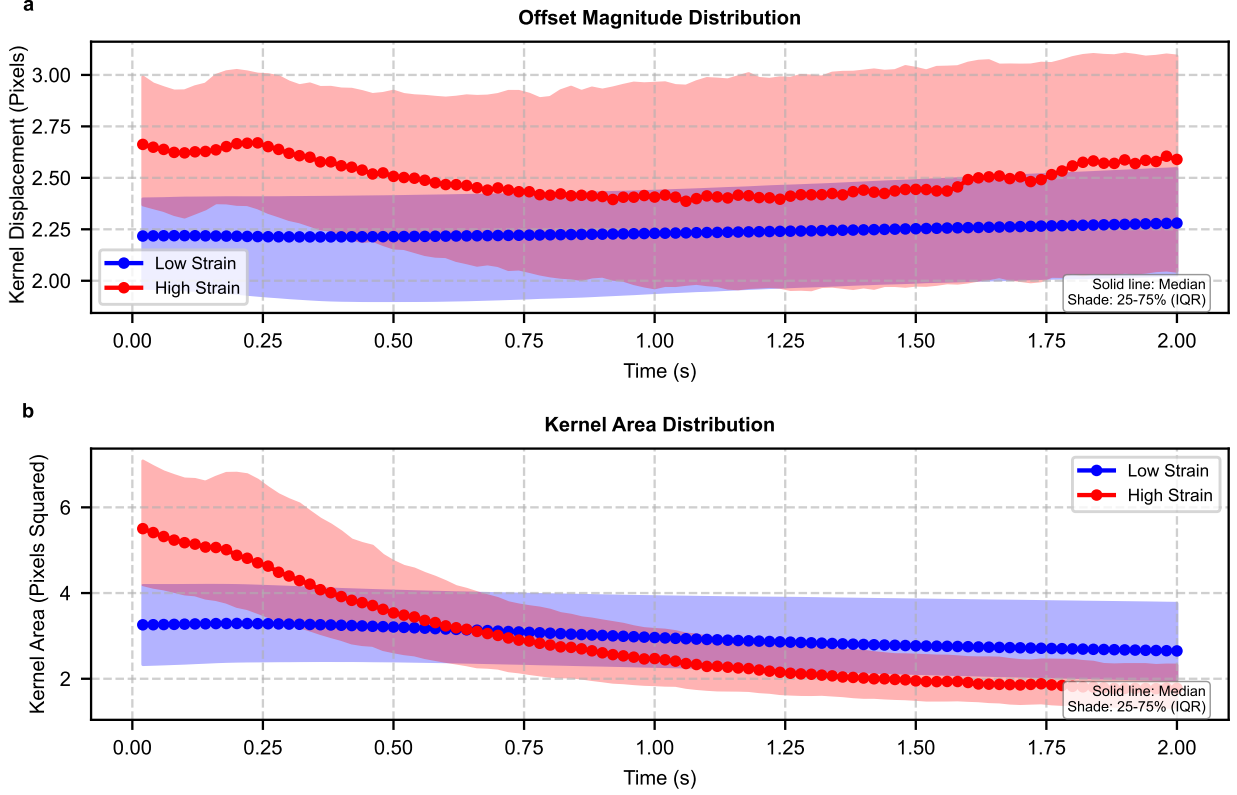 a
Offset Magnitude Distribution
Kernel Displacement (Pixels)
3.00
2.75
2.50
2.25
2.00
Low Strain
High Strain
Solid line: Median
Shade: 25-75% (IQR)
0.00 0.25 0.50 0.75 1.00 1.25 1.50 1.75 2.00
Time (s)
b
Kernel Area Distribution
Kernel Area (Pixels Squared)
6
4
2
Low Strain
High Strain
Solid line: Median
Shade: 25-75% (IQR)
0.00 0.25 0.50 0.75 1.00 1.25 1.50 1.75 2.00
Time (s)